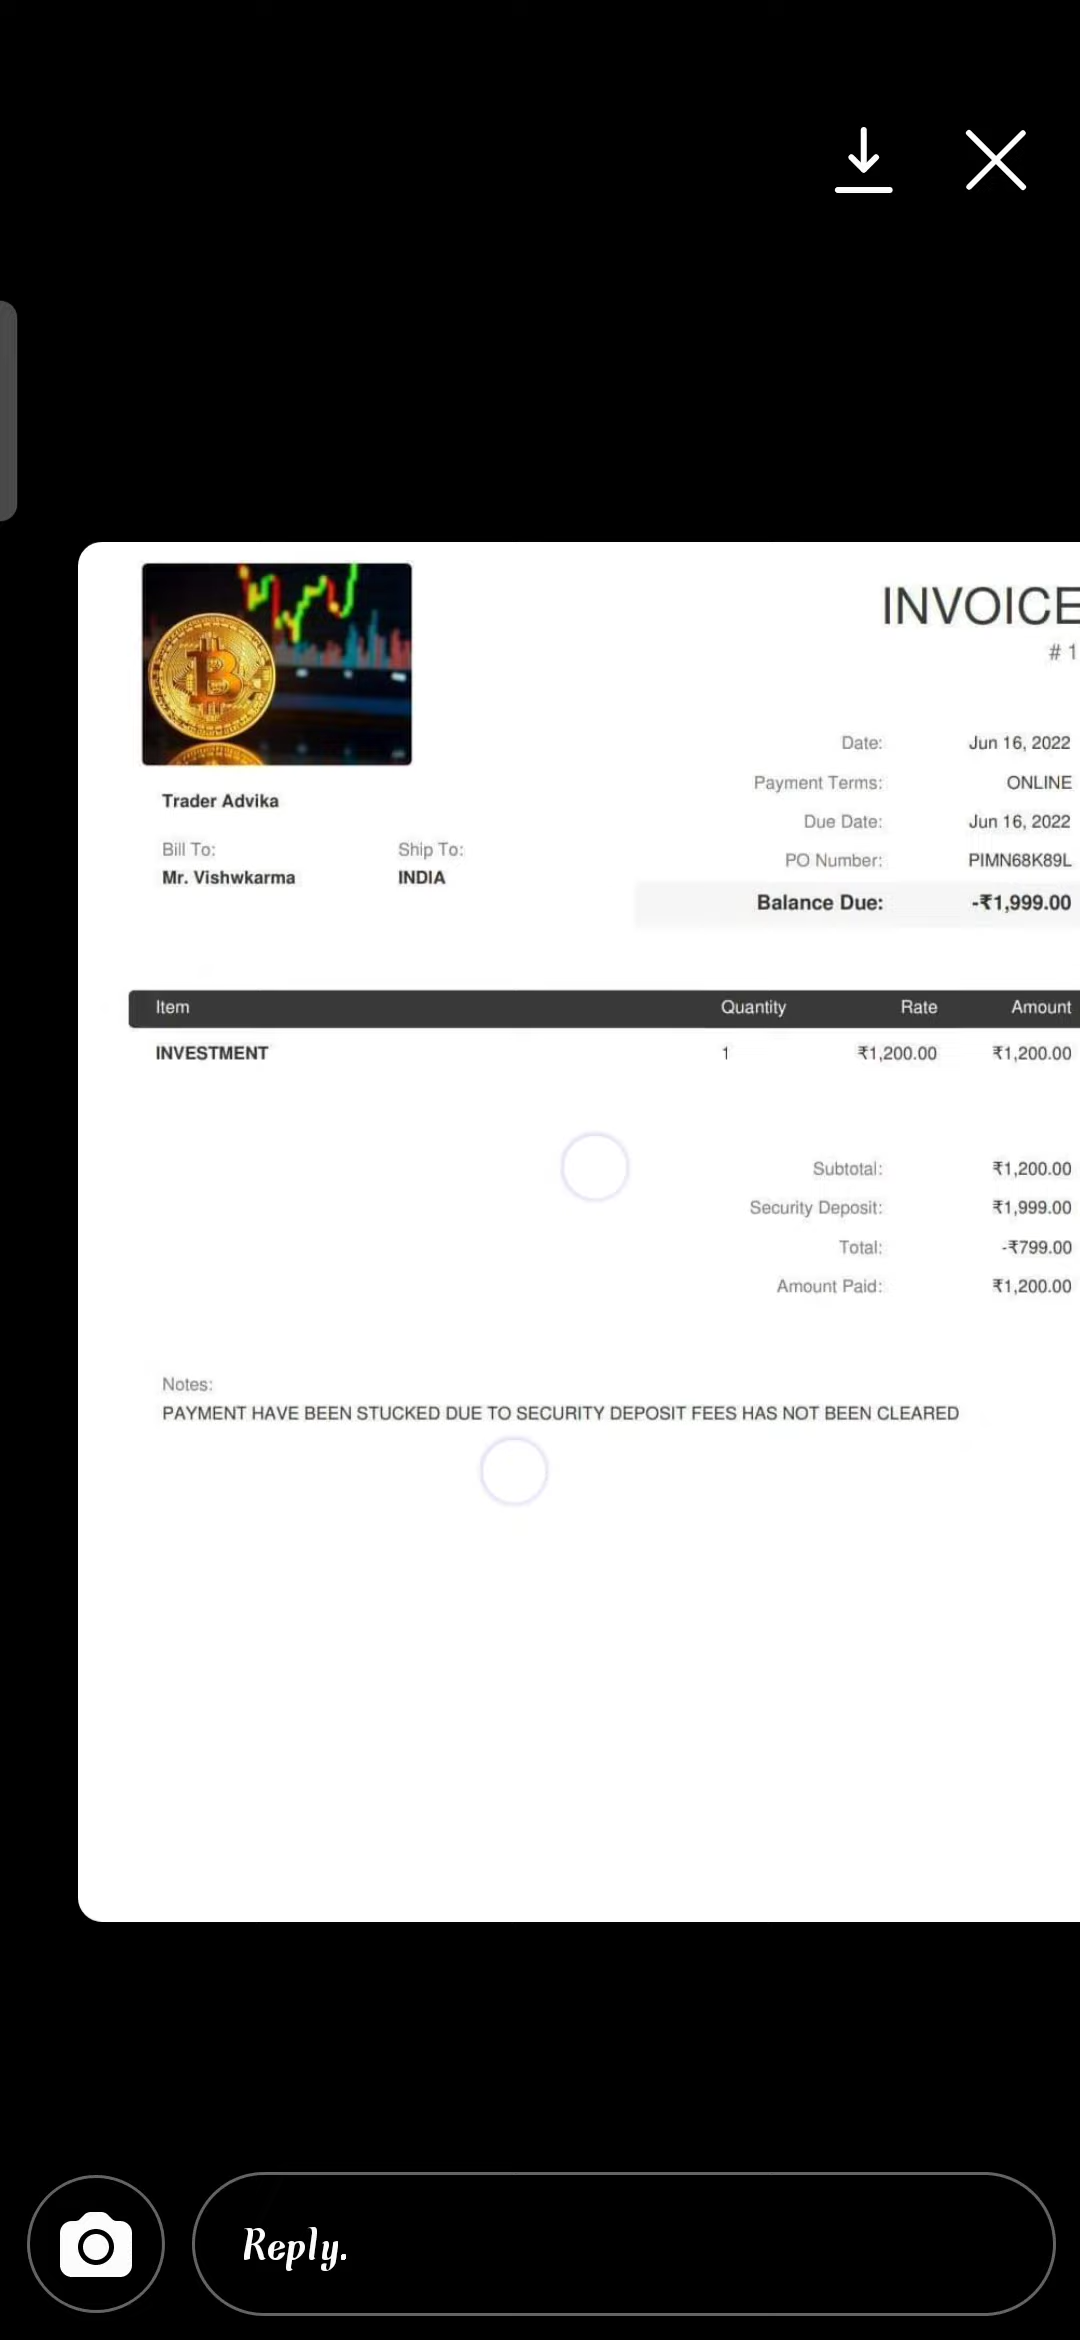 INVOICE
# 1
Date: Jun 16, 2022
Payment Terms: ONLINE
Due Date: Jun 16, 2022
PO Number: PIMN68K89L
Balance Due: -₹1,999.00
Trader Advika
Bill To: Ship To:
Mr. Vishwkarma INDIA
Item Quantity Rate Amount
INVESTMENT 1 ₹1,200.00 ₹1,200.00
Subtotal: ₹1,200.00
Security Deposit: ₹1,999.00
Total: -₹799.00
Amount Paid: ₹1,200.00
Notes:
PAYMENT HAVE BEEN STUCKED DUE TO SECURITY DEPOSIT FEES HAS NOT BEEN CLEARED
Reply.